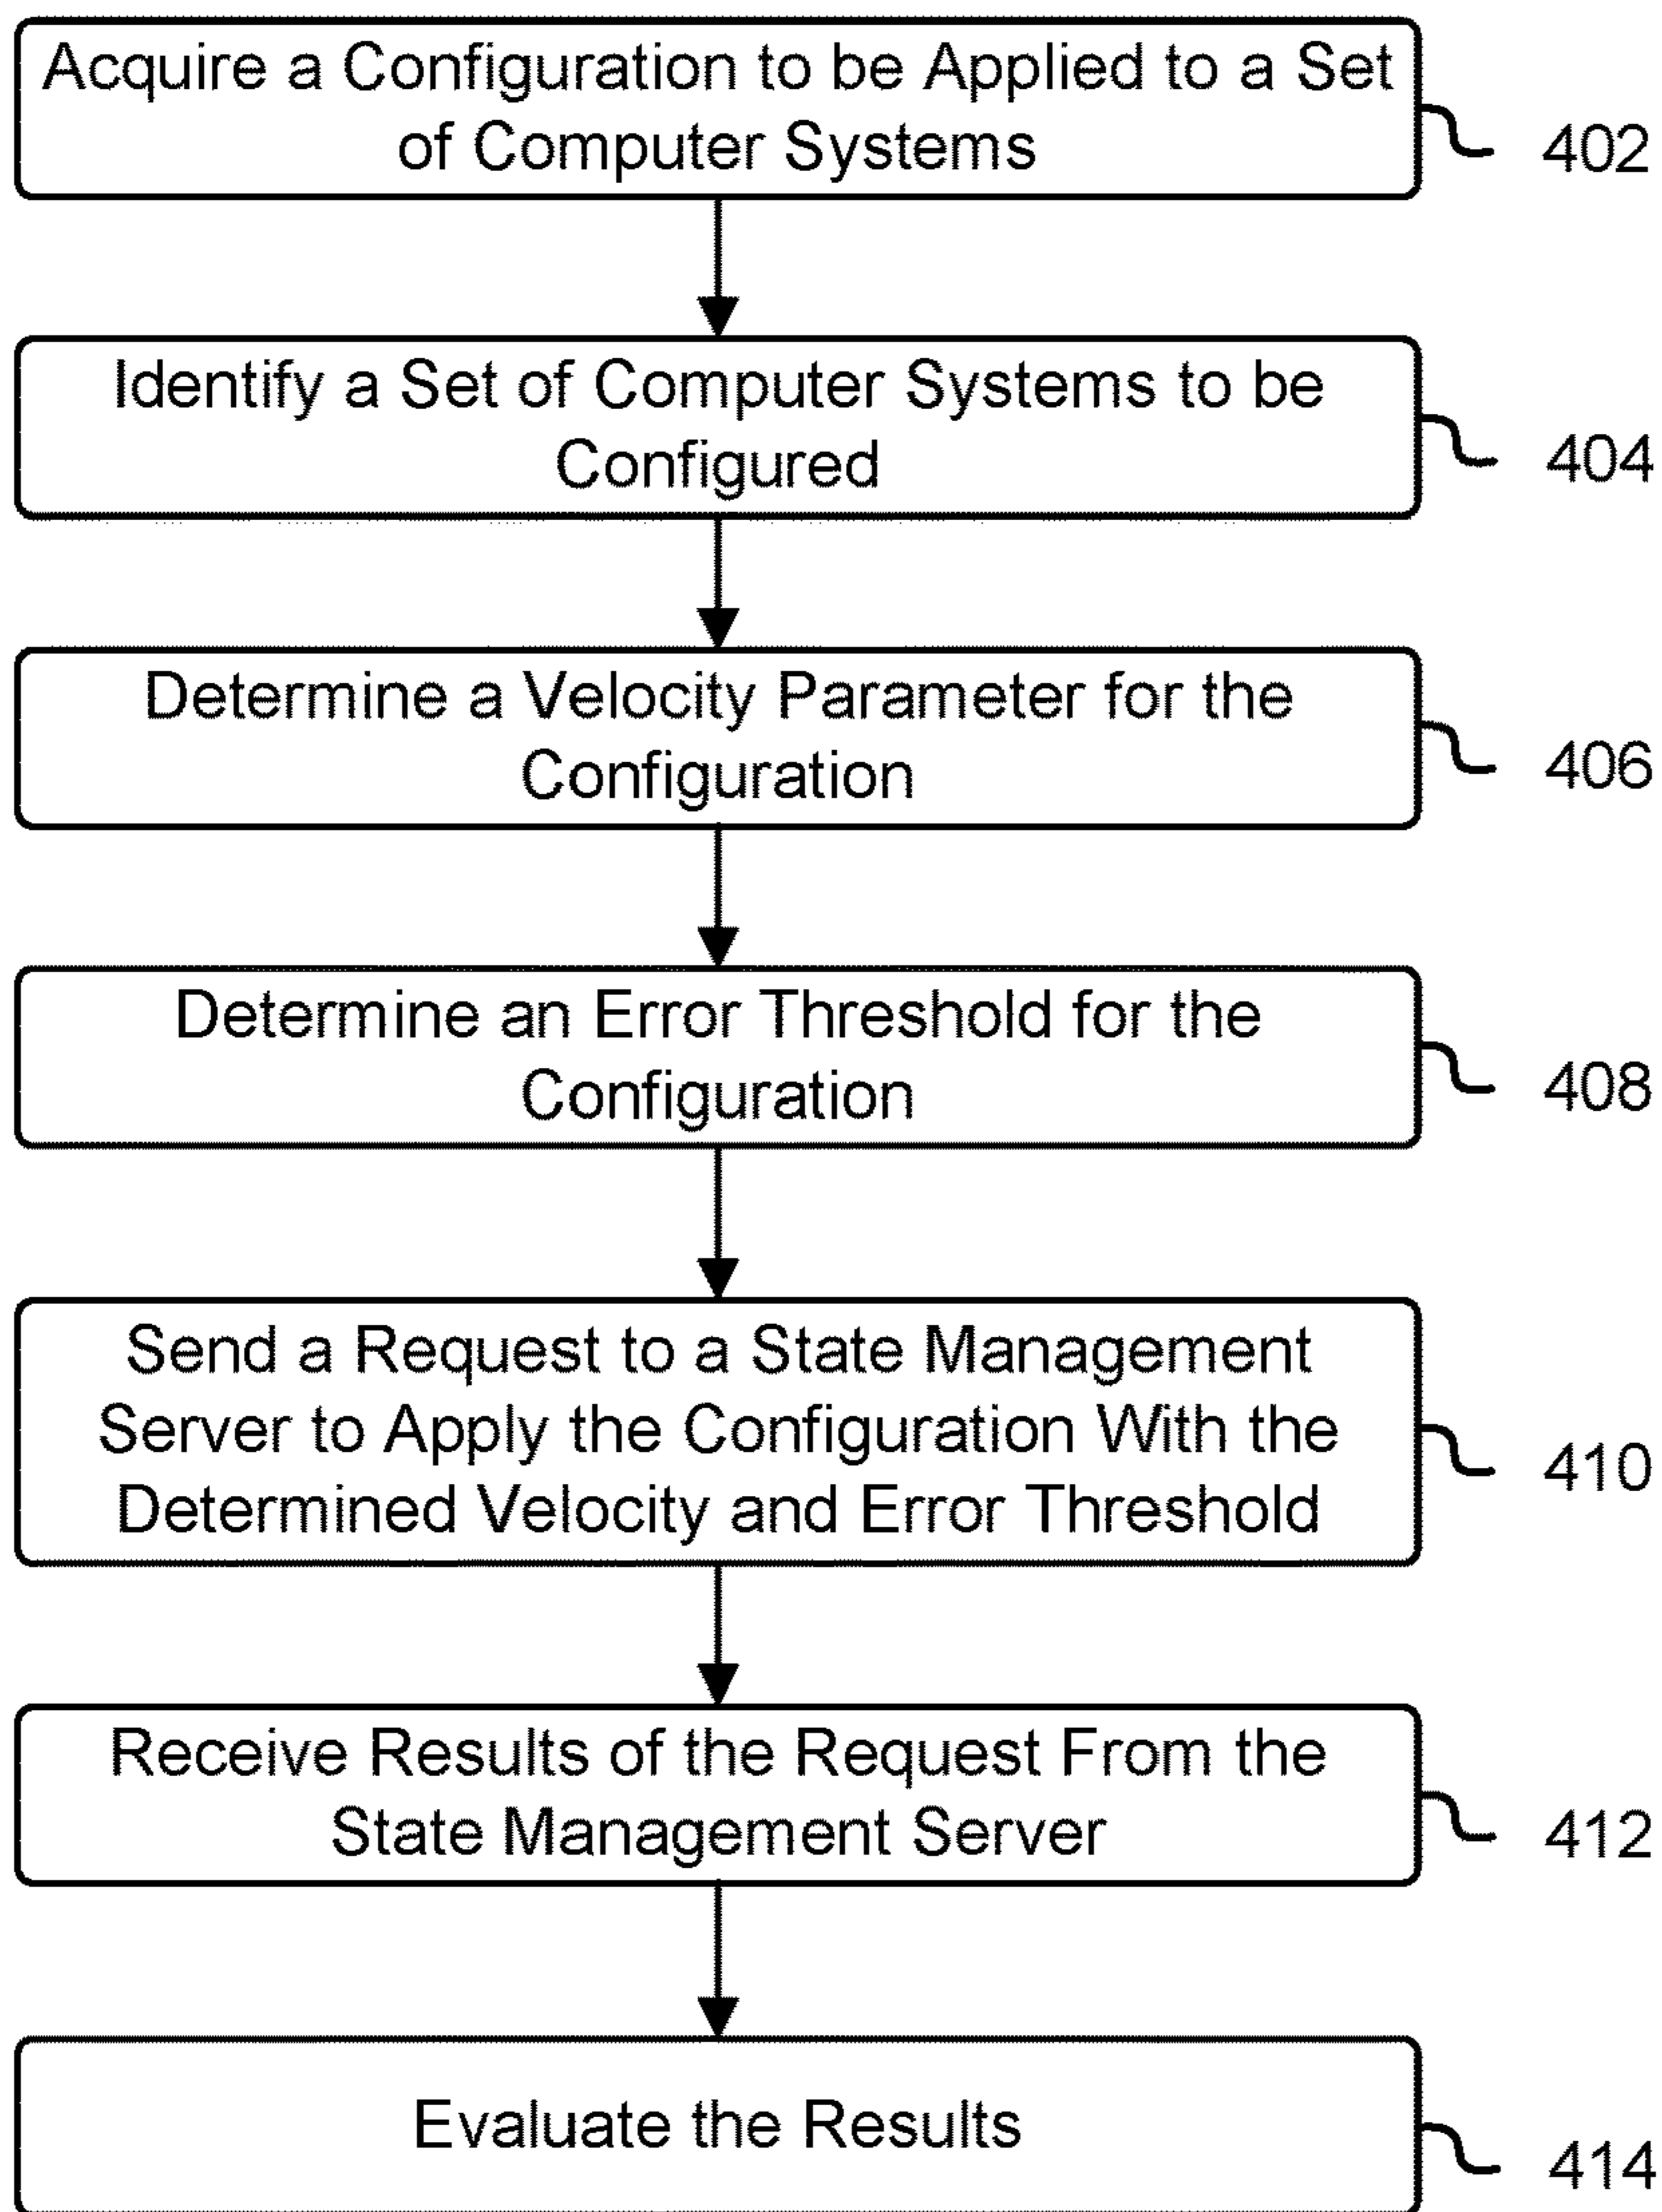 Acquire a Configuration to be Applied to a Set
of Computer Systems
402
Identify a Set of Computer Systems to be
Configured
404
Determine a Velocity Parameter for the
Configuration
406
Determine an Error Threshold for the
Configuration
408
Send a Request to a State Management
Server to Apply the Configuration With the
Determined Velocity and Error Threshold
410
Receive Results of the Request From the
State Management Server
412
Evaluate the Results
414